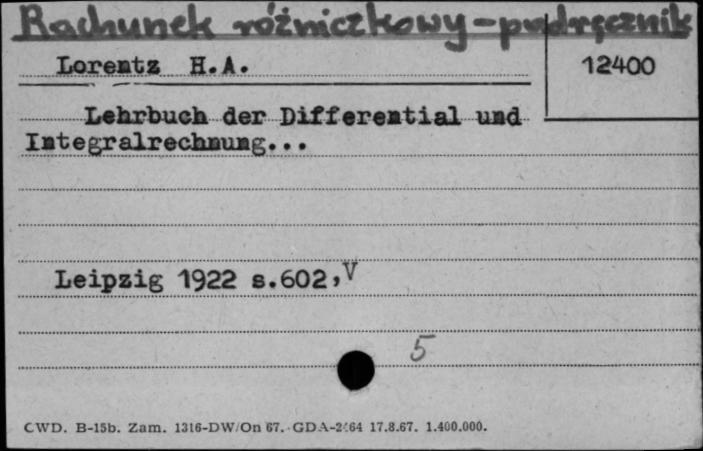 Rachunek różniczkowy - podręcznik
Lorentz H.A.
12400
Lehrbuch der Differential und
Integralrechnung...
Leipzig 1922 s.602,V
5
CWD. B-15b. Zam. 1316-DW/On 67. GDA-2464 17.8.67. 1.400.000.